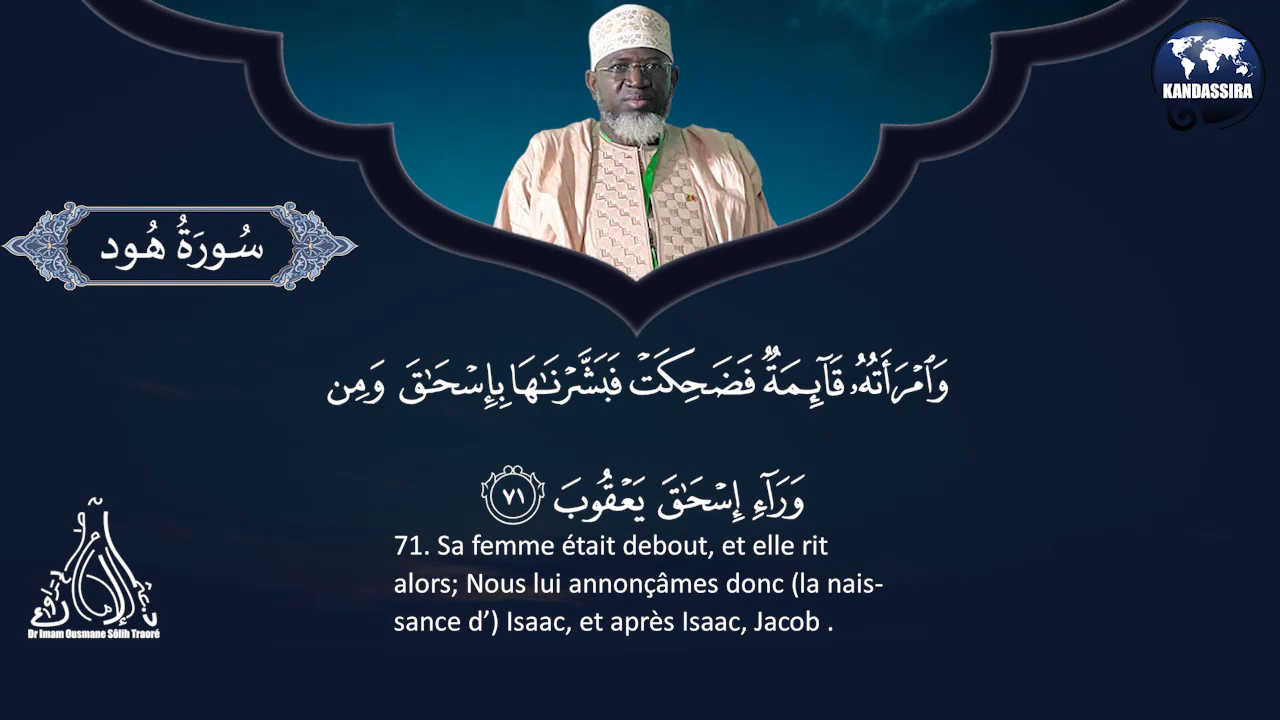 KANDASSIRA
سُورَةُ هُود
وَٱمۡرَأَتُهُۥ قَآئِمَةٞ فَضَحِكَتۡ فَبَشَّرۡنَٰهَا بِإِسۡحَٰقَ وَمِن
وَرَآءِ إِسۡحَٰقَ يَعۡقُوبَ ٧١
71. Sa femme était debout, et elle rit
alors; Nous lui annonçâmes donc (la nais-
sance d’) Isaac, et après Isaac, Jacob .
Dr Imam Ousmane Sölih Traoré